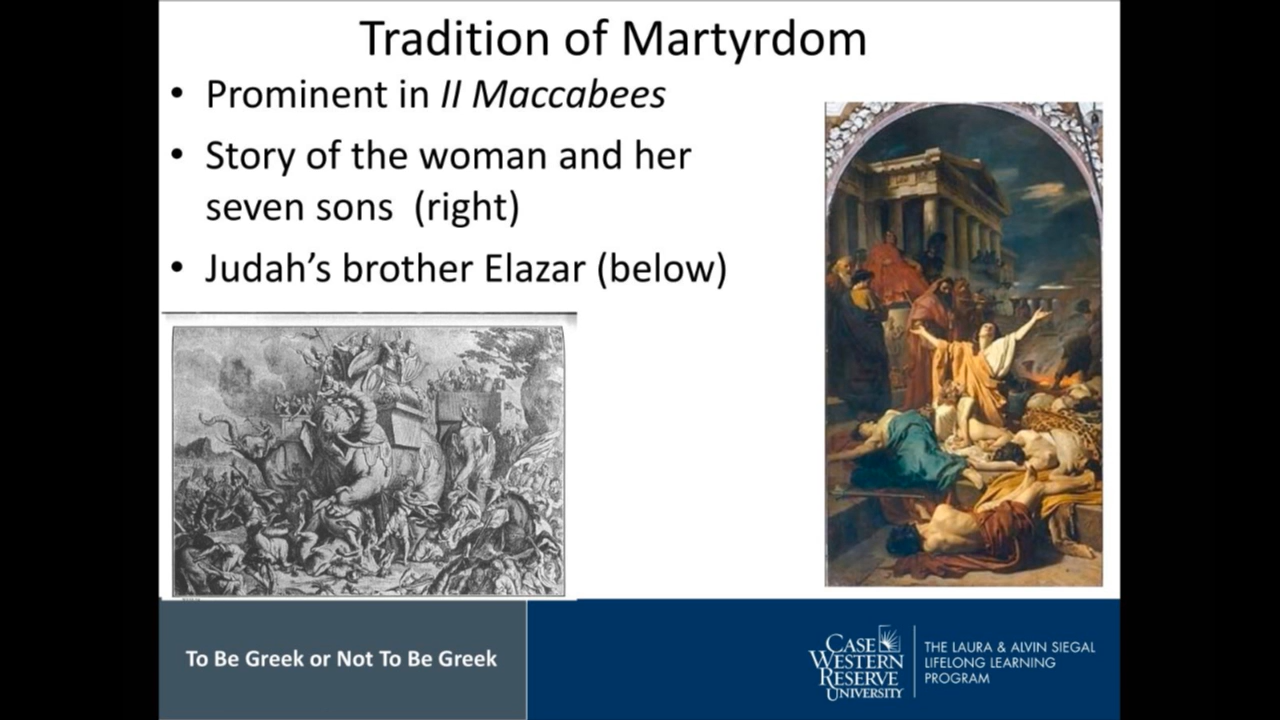 Tradition of Martyrdom
• Prominent in II Maccabees
• Story of the woman and her
seven sons (right)
• Judah's brother Elazar (below)
To Be Greek or Not To Be Greek
CASE
WESTERN
RESERVE
UNIVERSITY
THE LAURA & ALVIN SIEGAL
LIFELONG LEARNING
PROGRAM